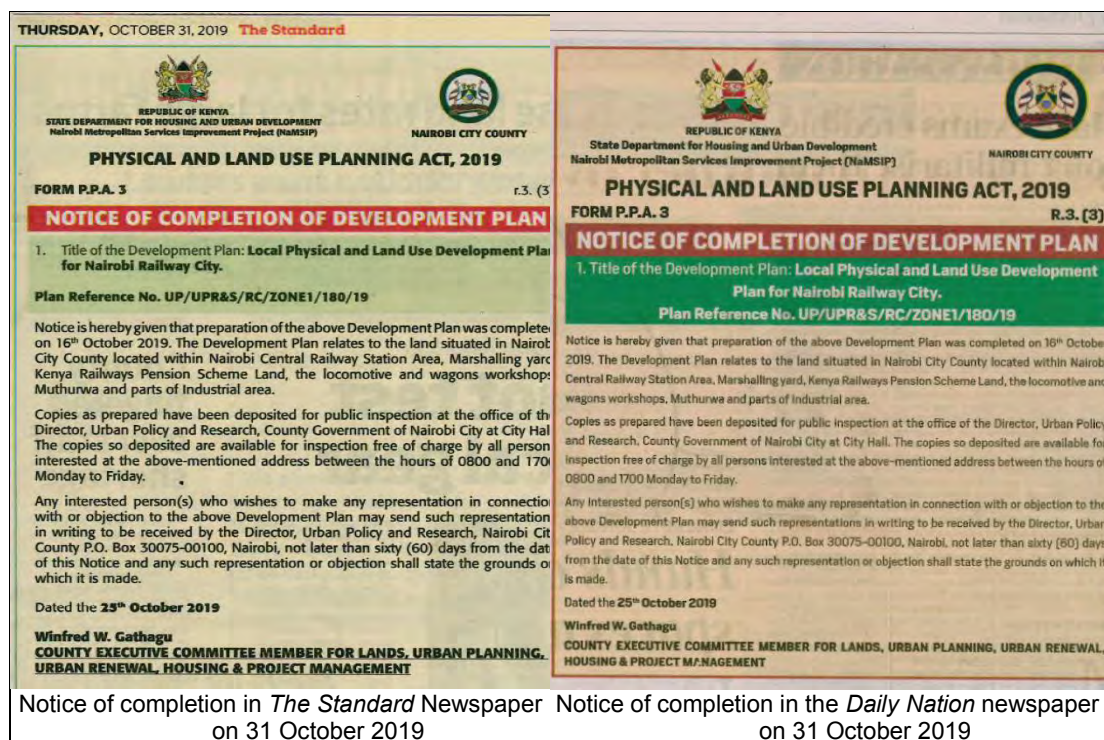 THURSDAY, OCTOBER 31, 2019 The Standard
REPUBLIC OF KENYA
STATE DEPARTMENT FOR HOUSING AND URBAN DEVELOPMENT
Nairobi Metropolitan Services Improvement Project (NaMSIP)
NAIROBI CITY COUNTY
PHYSICAL AND LAND USE PLANNING ACT, 2019
FORM P.P.A. 3 r.3. (3
NOTICE OF COMPLETION OF DEVELOPMENT PLAN
1. Title of the Development Plan: Local Physical and Land Use Development Pla
for Nairobi Railway City.
Plan Reference No. UP/UPR&S/RC/ZONE1/180/19
Notice is hereby given that preparation of the above Development Plan was complete
on 16th October 2019. The Development Plan relates to the land situated in Nairob
City County located within Nairobi Central Railway Station Area, Marshalling yard
Kenya Railways Pension Scheme Land, the locomotive and wagons workshops
Muthurwa and parts of Industrial area.
Copies as prepared have been deposited for public inspection at the office of th
Director, Urban Policy and Research, County Government of Nairobi City at City Hal
The copies so deposited are available for inspection free of charge by all person
interested at the above-mentioned address between the hours of 0800 and 170
Monday to Friday.
Any interested person(s) who wishes to make any representation in connectio
with or objection to the above Development Plan may send such representation
in writing to be received by the Director, Urban Policy and Research, Nairobi Cit
County P.O. Box 30075-00100, Nairobi, not later than sixty (60) days from the dat
of this Notice and any such representation or objection shall state the grounds o
which it is made.
Dated the 25th October 2019
Winfred W. Gathagu
COUNTY EXECUTIVE COMMITTEE MEMBER FOR LANDS, URBAN PLANNING,
URBAN RENEWAL, HOUSING & PROJECT MANAGEMENT
Notice of completion in The Standard Newspaper
on 31 October 2019
REPUBLIC OF KENYA
State Department for Housing and Urban Development
Nairobi Metropolitan Services Improvement Project (NaMSIP)
NAIROBI CITY COUNTY
PHYSICAL AND LAND USE PLANNING ACT, 2019
FORM P.P.A. 3 R.3. (3)
NOTICE OF COMPLETION OF DEVELOPMENT PLAN
1. Title of the Development Plan: Local Physical and Land Use Development
Plan for Nairobi Railway City.
Plan Reference No. UP/UPR&S/RC/ZONE1/180/19
Notice is hereby given that preparation of the above Development Plan was completed on 16th Octobe
2019. The Development Plan relates to the land situated in Nairobi City County located within Nairob
Central Railway Station Area, Marshalling yard, Kenya Railways Pension Scheme Land, the locomotive and
wagons workshops, Muthurwa and parts of Industrial area.
Copies as prepared have been deposited for public inspection at the office of the Director, Urban Policy
and Research, County Government of Nairobi City at City Hall. The copies so deposited are available for
inspection free of charge by all persons interested at the above-mentioned address between the hours of
0800 and 1700 Monday to Friday.
Any Interested person(s) who wishes to make any representation in connection with or objection to the
above Development Plan may send such representations in writing to be received by the Director, Urban
Policy and Research, Nairobi City County P.O. Box 30075-00100, Nairobi, not later than sixty (60) days
from the date of this Notice and any such representation or objection shall state the grounds on which it
is made.
Dated the 25th October 2019
Winfred W. Gathagu
COUNTY EXECUTIVE COMMITTEE MEMBER FOR LANDS, URBAN PLANNING, URBAN RENEWAL,
HOUSING & PROJECT MANAGEMENT
Notice of completion in the Daily Nation newspaper
on 31 October 2019